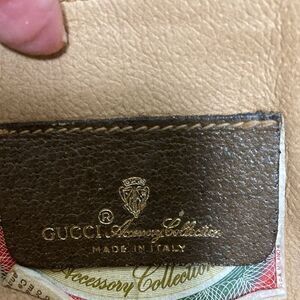 ®
GUCCI Accessory Collection
MADE IN ITALY
Accessory Collection